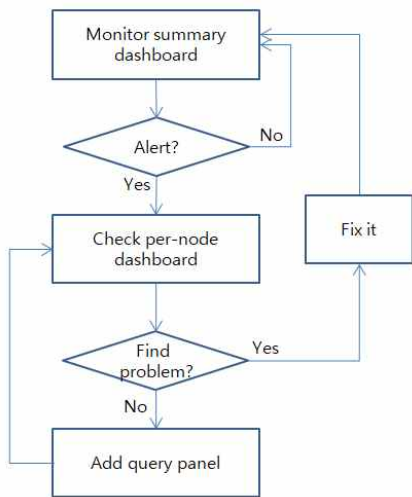 Monitor summary
dashboard
Alert?
No
Yes
Check per-node
dashboard
Fix it
Find
problem?
Yes
No
Add query panel